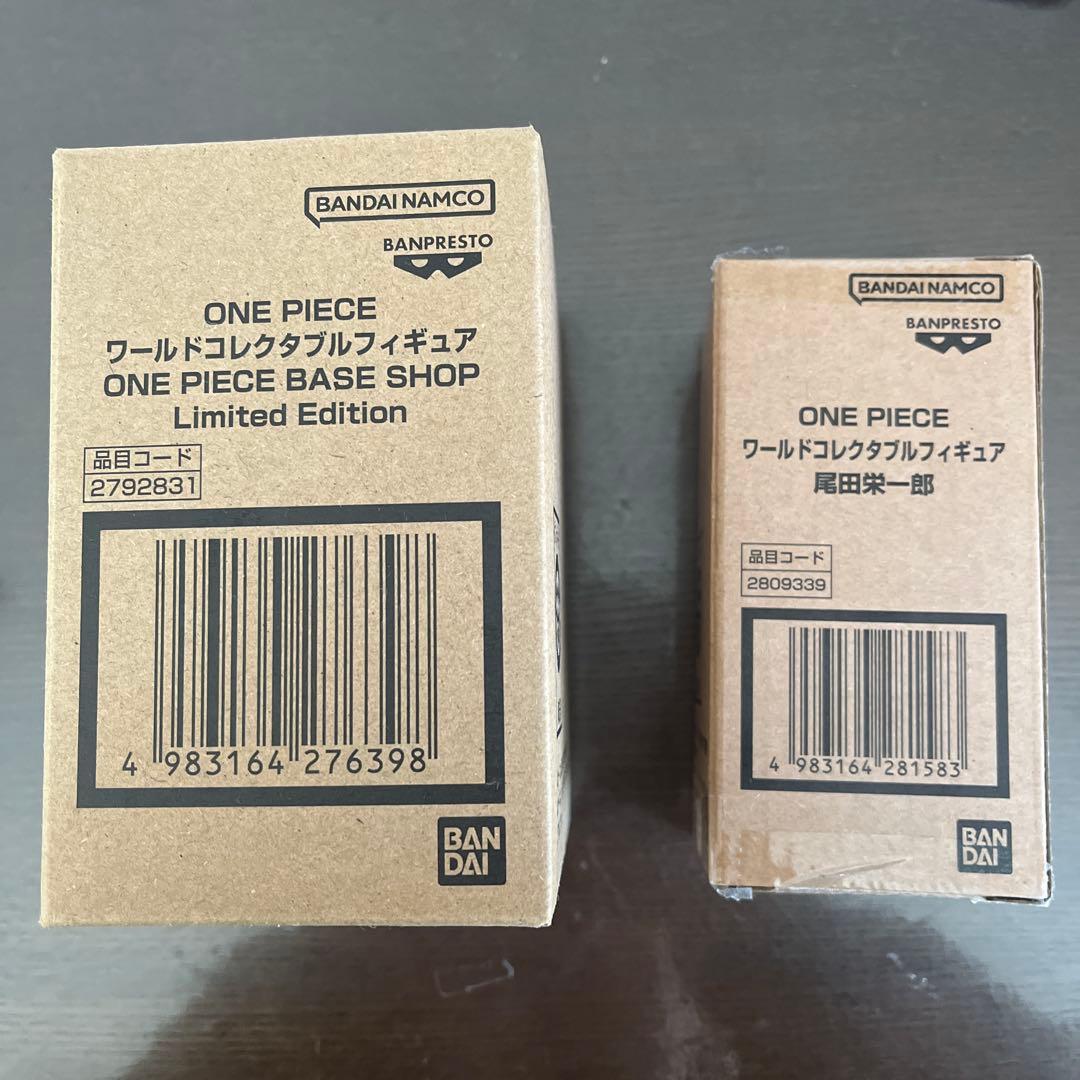 BANDAI NAMCO
BANPRESTO
ONE PIECE
ワールドコレクタブルフィギュア
ONE PIECE BASE SHOP
Limited Edition
品目コード
2792831
4 983164 276398
BAN
DAI
BANDAI NAMCO
BANPRESTO
ONE PIECE
ワールドコレクタブルフィギュア
尾田栄一郎
品目コード
2809339
4 983164 281583
BAN
DAI